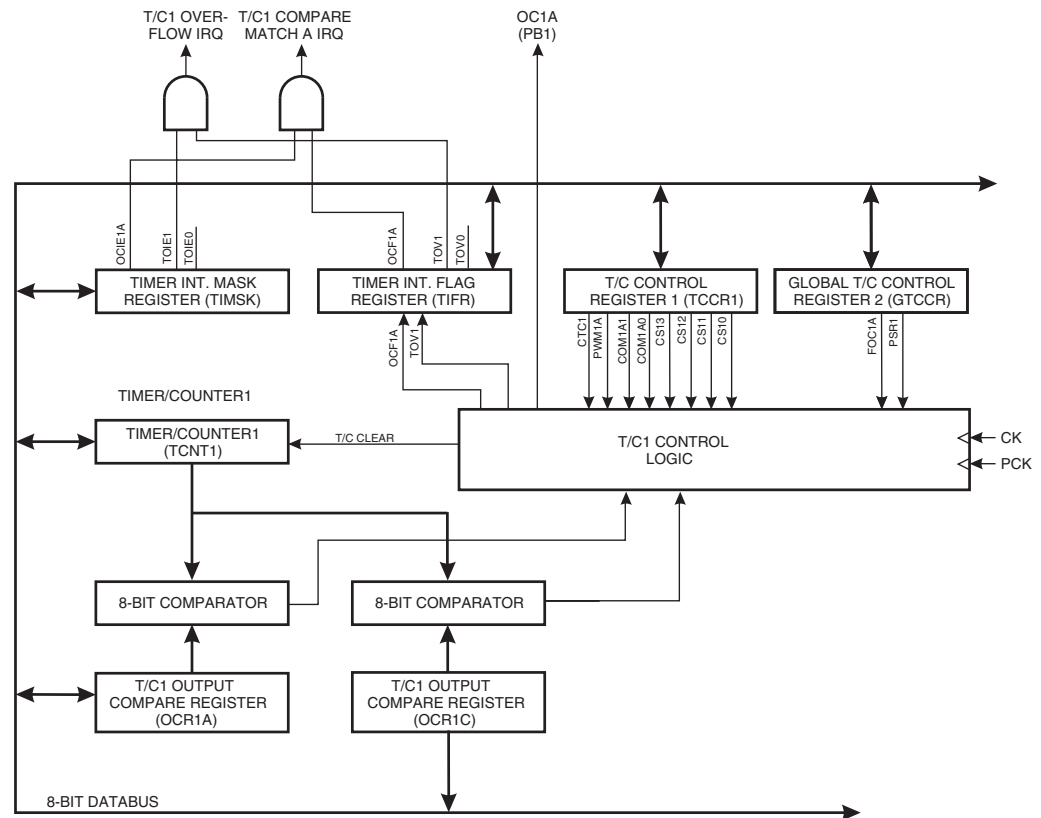 T/C1 OVER-
FLOW IRQ
T/C1 COMPARE
MATCH A IRQ
OC1A
(PB1)
OCIE1A
TOIE1
TOIE0
OCF1A
TOV1
TOV0
TIMER INT. MASK
REGISTER (TIMSK)
TIMER INT. FLAG
REGISTER (TIFR)
T/C CONTROL
REGISTER 1 (TCCR1)
GLOBAL T/C CONTROL
REGISTER 2 (GTCCR)
OCF1A
TOV1
CTC1
PWM1A
COM1A1
COM1A0
CS13
CS12
CS11
CS10
FOC1A
PSR1
TIMER/COUNTER1
TIMER/COUNTER1
(TCNT1)
T/C CLEAR
T/C1 CONTROL
LOGIC
CK
PCK
8-BIT COMPARATOR
8-BIT COMPARATOR
T/C1 OUTPUT
COMPARE REGISTER
(OCR1A)
T/C1 OUTPUT
COMPARE REGISTER
(OCR1C)
8-BIT DATABUS